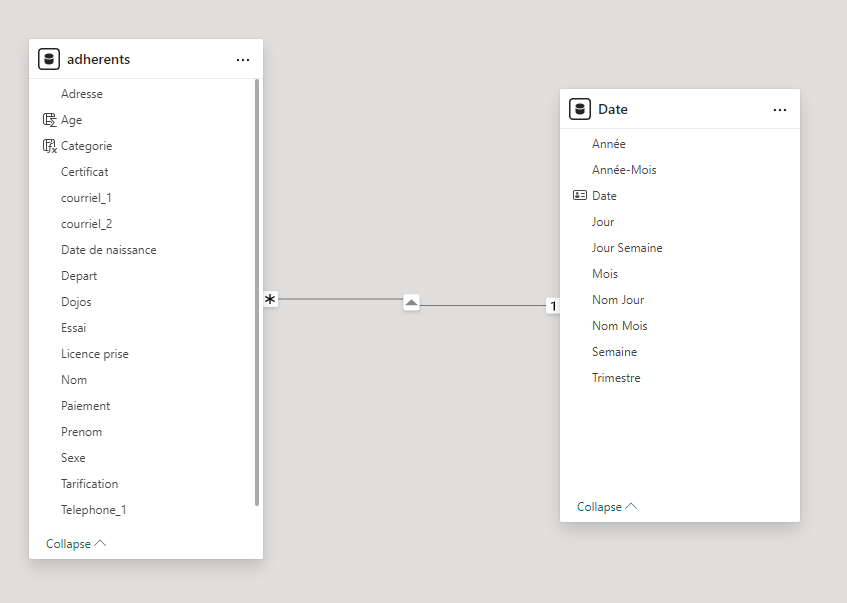 adherents
Adresse
Age
Categorie
Certificat
courriel_1
courriel_2
Date de naissance
Depart
Dojos
Essai
Licence prise
Nom
Paiement
Prenom
Sexe
Tarification
Telephone_1
Collapse
*
1
Date
Année
Année-Mois
Date
Jour
Jour Semaine
Mois
Nom Jour
Nom Mois
Semaine
Trimestre
Collapse